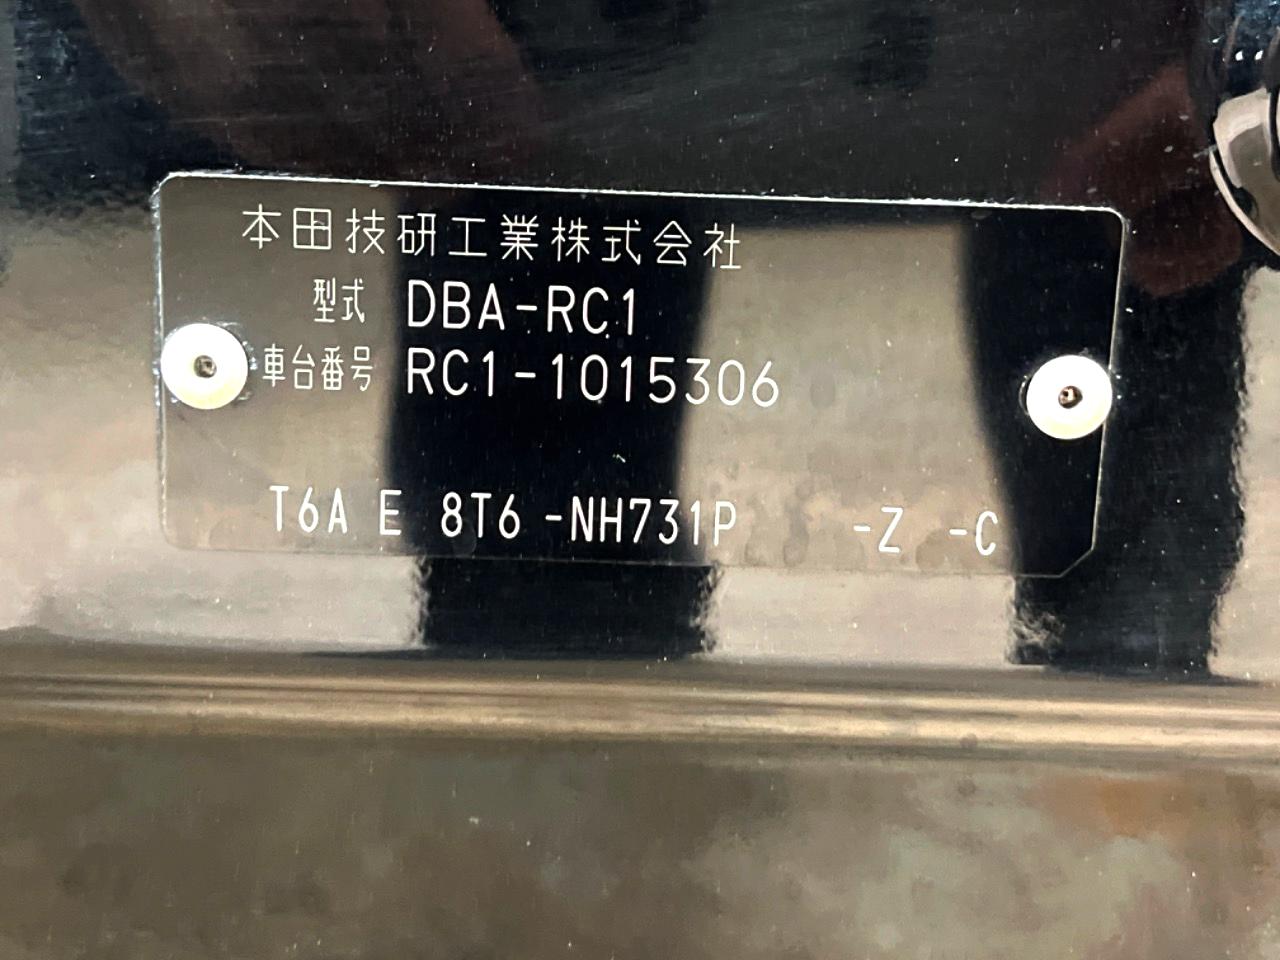 本田技研工業株式会社
型式 DBA-RC1
車台番号 RC1-1015306
T6A E 8T6 -NH731P -Z -C